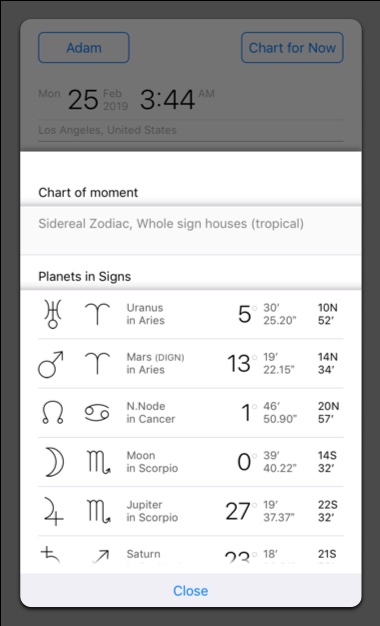 Adam
Chart for Now
Mon 25 Feb 2019 3:44 AM
Los Angeles, United States
Chart of moment
Sidereal Zodiac, Whole sign houses (tropical)
Planets in Signs
Uranus in Aries 5° 30′ 25.20″ 10N 52′
Mars (DIGN) in Aries 13° 19′ 22.15″ 14N 34′
N.Node in Cancer 1° 46′ 50.90″ 20N 57′
Moon in Scorpio 0° 39′ 40.22″ 14S 32′
Jupiter in Scorpio 27° 19′ 37.37″ 22S 32′
Saturn 23° 18′ 21S
Close